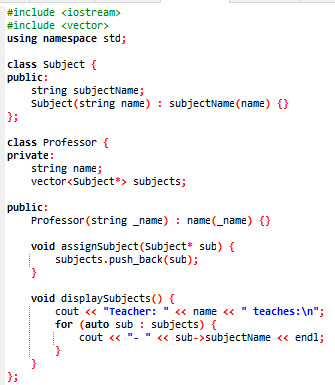 #include <iostream>
#include <vector>
using namespace std;

class Subject {
public:
    string subjectName;
    Subject(string name) : subjectName(name) {}
};

class Professor {
private:
    string name;
    vector<Subject*> subjects;

public:
    Professor(string _name) : name(_name) {}

    void assignSubject(Subject* sub) {
        subjects.push_back(sub);
    }

    void displaySubjects() {
        cout << "Teacher: " << name << " teaches:\n";
        for (auto sub : subjects) {
            cout << "- " << sub->subjectName << endl;
        }
    }
};